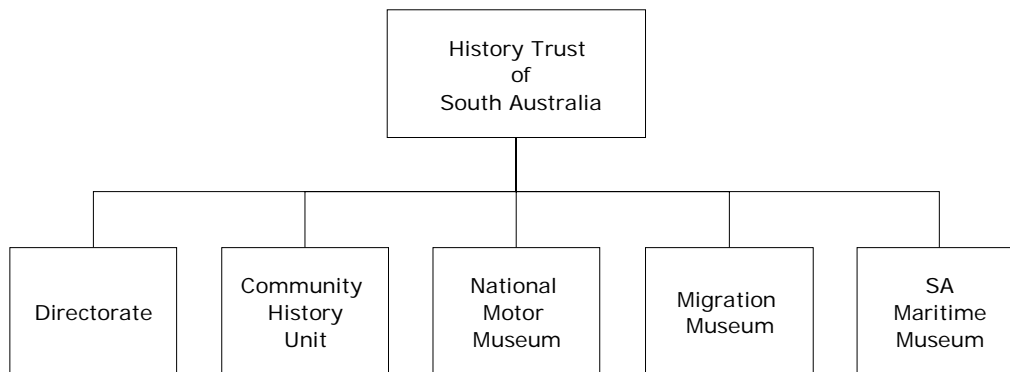 History Trust
of
South Australia
Directorate
Community
History
Unit
National
Motor
Museum
Migration
Museum
SA
Maritime
Museum